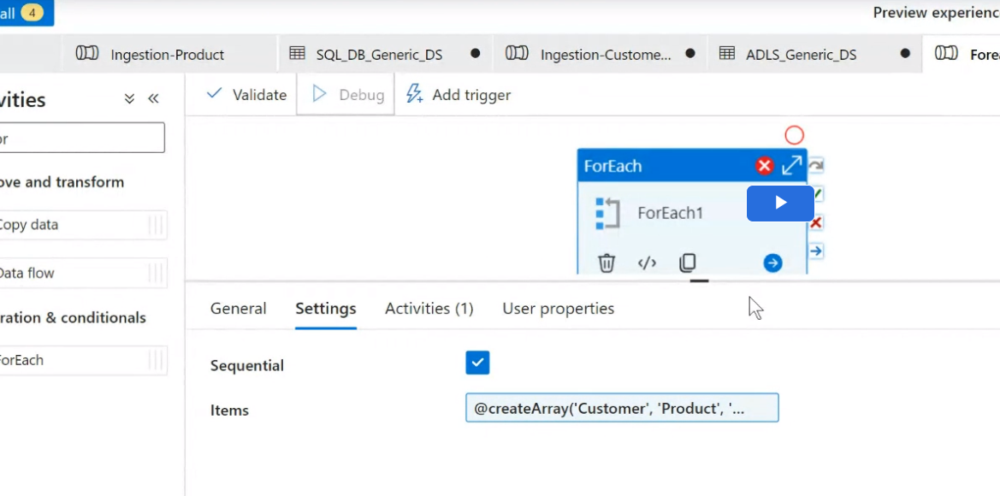 all 4
Preview experienc
Ingestion-Product
SQL_DB_Generic_DS
Ingestion-Custome...
ADLS_Generic_DS
Forea
vities
Validate
Debug
Add trigger
or
ove and transform
Copy data
Data flow
ration & conditionals
ForEach
ForEach
ForEach1
</>
General
Settings
Activities (1)
User properties
Sequential
Items
@createArray('Customer', 'Product', '...